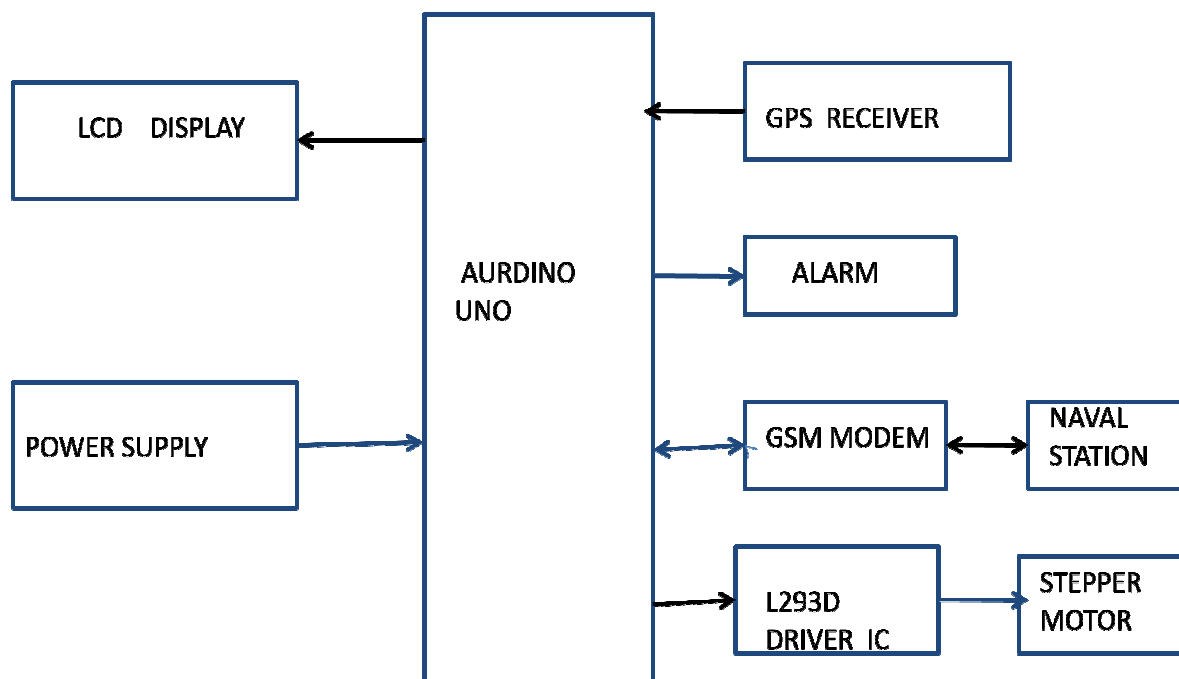 LCD DISPLAY
GPS RECEIVER
AURDINO
UNO
ALARM
POWER SUPPLY
GSM MODEM
NAVAL
STATION
L293D
DRIVER IC
STEPPER
MOTOR